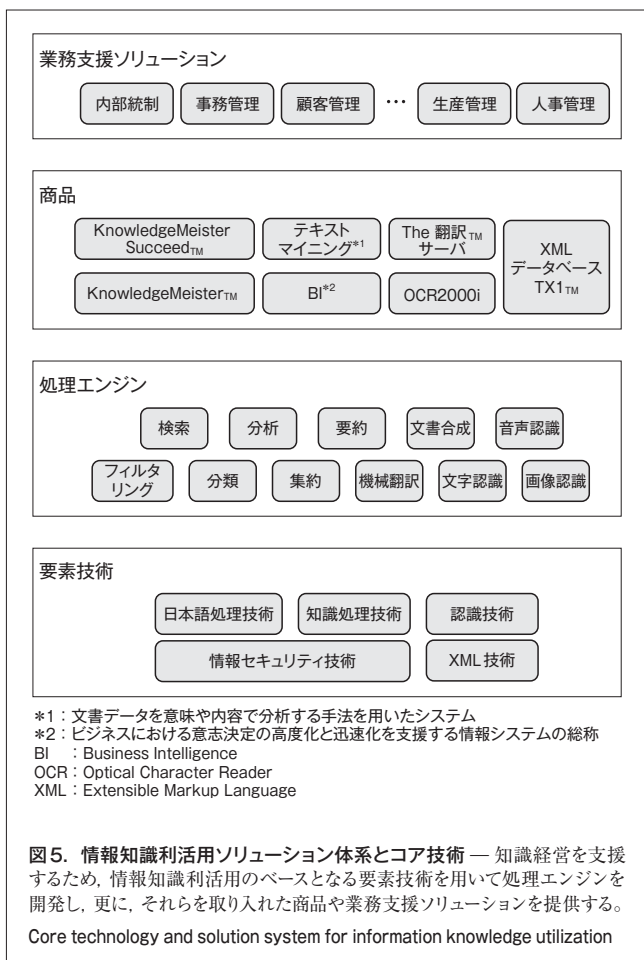 業務支援ソリューション
内部統制 事務管理 顧客管理 … 生産管理 人事管理
商品
KnowledgeMeister
Succeed™
テキスト
マイニング*1
The 翻訳™
サーバ
XML
データベース
TX1™
KnowledgeMeister™ BI*2 OCR2000i
処理エンジン
検索 分析 要約 文書合成 音声認識
フィルタ
リング
分類 集約 機械翻訳 文字認識 画像認識
要素技術
日本語処理技術 知識処理技術 認識技術
情報セキュリティ技術 XML技術
*1:文書データを意味や内容で分析する手法を用いたシステム
*2:ビジネスにおける意志決定の高度化と迅速化を支援する情報システムの総称
BI :Business Intelligence
OCR:Optical Character Reader
XML:Extensible Markup Language
図5. 情報知識利活用ソリューション体系とコア技術 — 知識経営を支援
するため,情報知識利活用のベースとなる要素技術を用いて処理エンジンを
開発し,更に,それらを取り入れた商品や業務支援ソリューションを提供する。
Core technology and solution system for information knowledge utilization